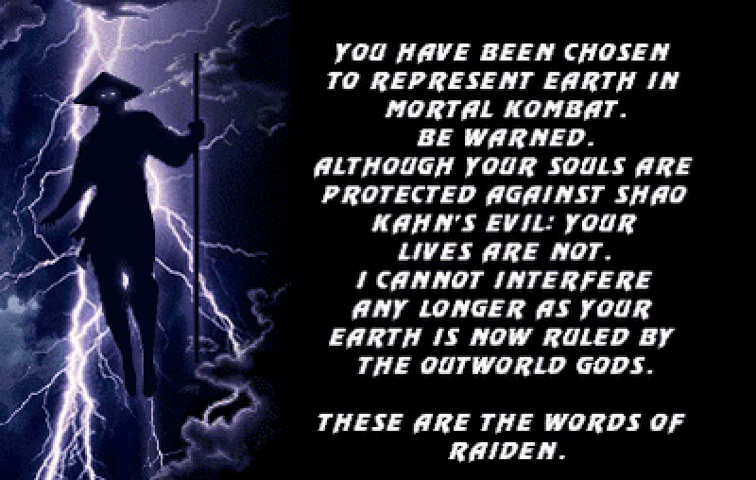 YOU HAVE BEEN CHOSEN
TO REPRESENT EARTH IN
MORTAL KOMBAT.
BE WARNED.
ALTHOUGH YOUR SOULS ARE
PROTECTED AGAINST SHAO
KAHN'S EVIL: YOUR
LIVES ARE NOT.
I CANNOT INTERFERE
ANY LONGER AS YOUR
EARTH IS NOW RULED BY
THE OUTWORLD GODS.
THESE ARE THE WORDS OF
RAIDEN.